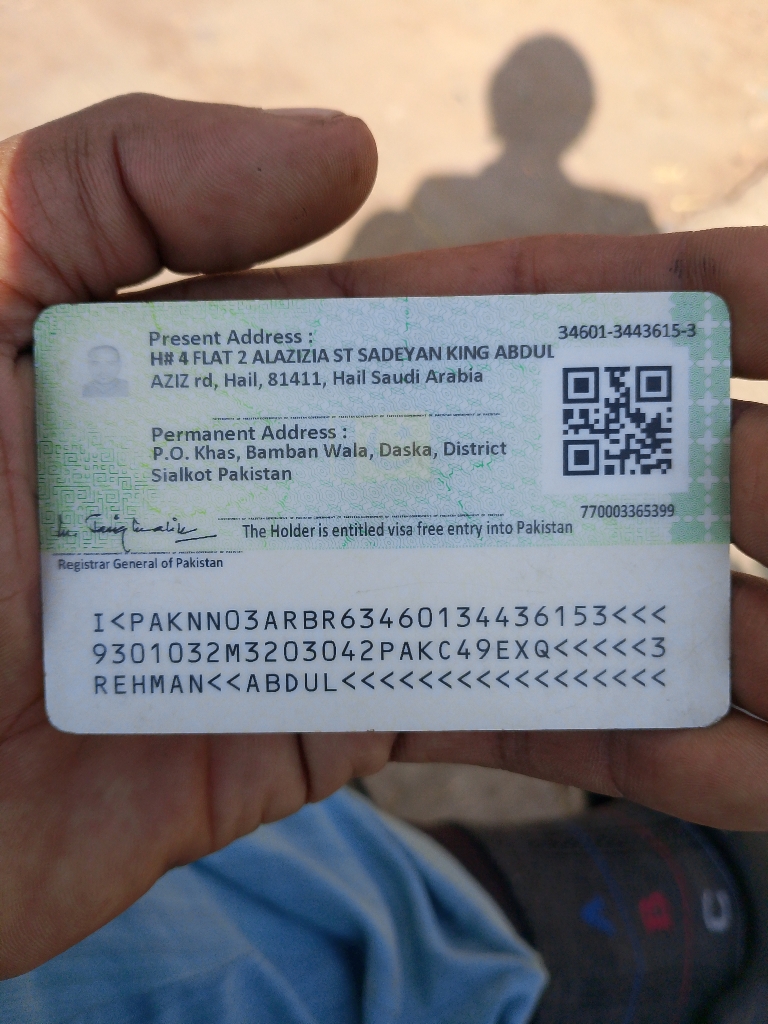 Present Address :
34601-3443615-3
H# 4 FLAT 2 ALAZIZIA ST SADEYAN KING ABDUL
AZIZ rd, Hail, 81411, Hail Saudi Arabia
Permanent Address :
P.O. Khas, Bamban Wala, Daska, District
Sialkot Pakistan
770003365399
The Holder is entitled visa free entry into Pakistan
Registrar General of Pakistan
I<PAKNNO3ARBR63460134436153<<<
9301032M3203042PAKC49EXQ<<<<<3
REHMAN<<ABDUL<<<<<<<<<<<<<<<<<
A
B
C